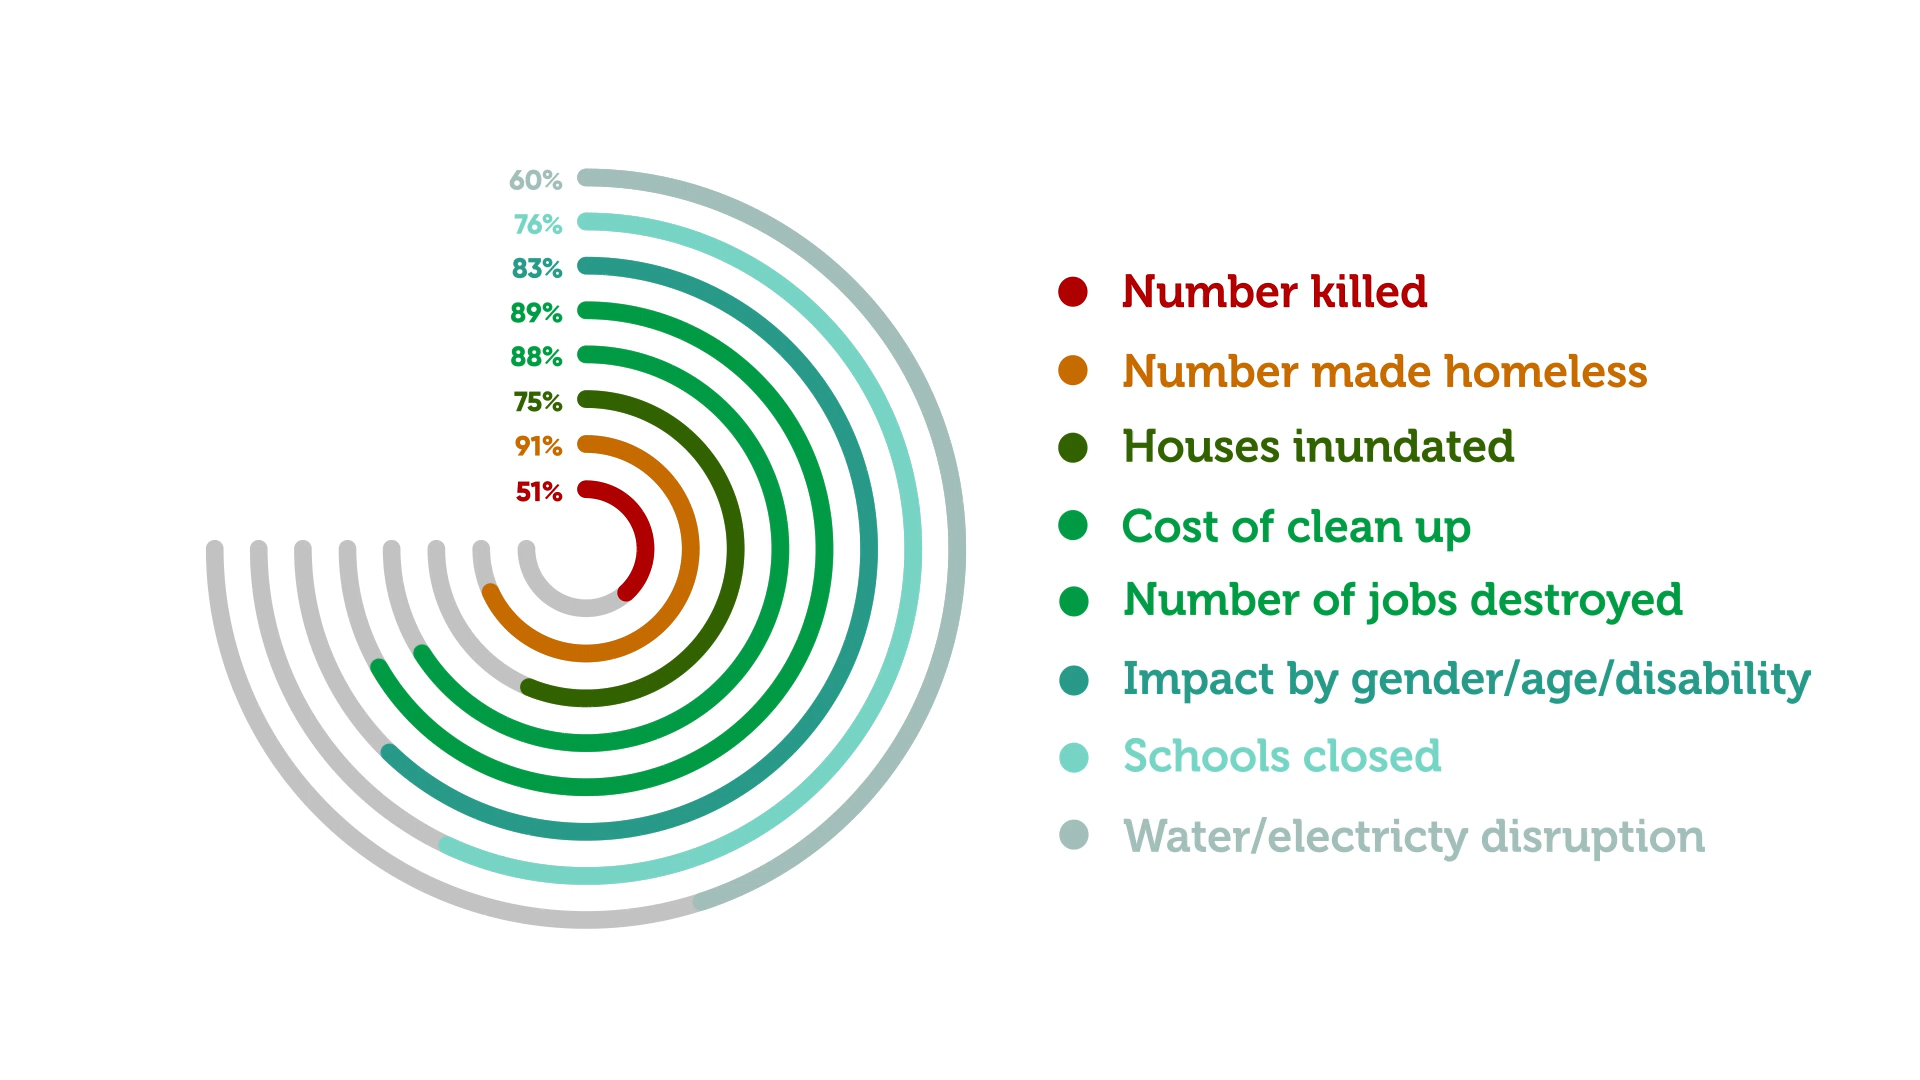 60%
76%
83%
89%
88%
75%
91%
51%
Number killed
Number made homeless
Houses inundated
Cost of clean up
Number of jobs destroyed
Impact by gender/age/disability
Schools closed
Water/electricty disruption